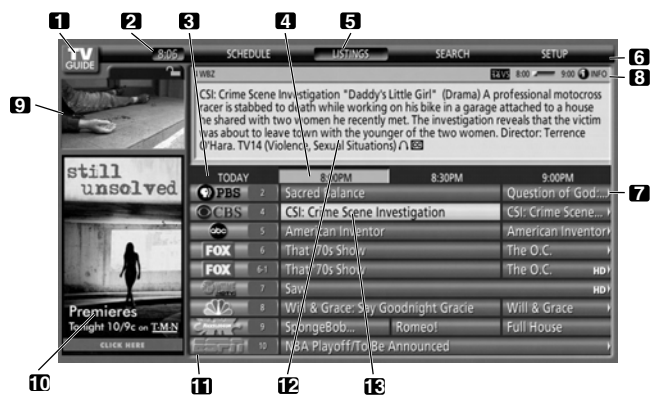 1 2 3 4 5
TV GUIDE 8:06 SCHEDULE LISTINGS SEARCH SETUP 6
WBZ 8:00 9:00 INFO 8
9
CSI: Crime Scene Investigation "Daddy's Little Girl" (Drama) A professional motocross
racer is stabbed to death while working on his bike in a garage attached to a house
he shared with two women he recently met. The investigation reveals that the victim
was about to leave town with the younger of the two women. Director: Terrence
O'Hara. TV14 (Violence, Sexual Situations)
still
unsolved
Premieres
Tonight 10/9c on T·M·N
CLICK HERE
TODAY 8:00PM 8:30PM 9:00PM
PBS 2 Sacred Balance Question of God:... 7
CBS 4 CSI: Crime Scene Investigation CSI: Crime Scene...
abc 5 American Inventor American Inventor
FOX 6 That '70s Show The O.C.
FOX 6-1 That '70s Show The O.C. HD
7 Saw HD
8 Will & Grace: Say Goodnight Gracie Will & Grace
9 SpongeBob... Romeo! Full House
10 NBA Playoff/To Be Announced
10 11 12 13